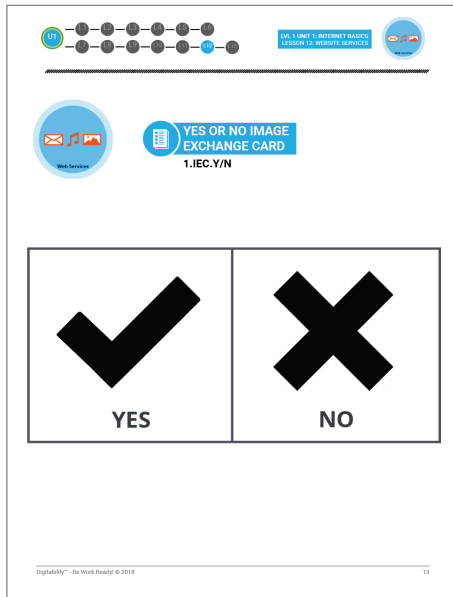 U1
L1 L2 L3 L4 L5 L6
L7 L8 L9 L10 L11 L12 L13
LVL 1 UNIT 1: INTERNET BASICS
LESSON 12: WEBSITE SERVICES
Web Services
Web Services
YES OR NO IMAGE
EXCHANGE CARD
1.IEC.Y/N
YES NO
Digitability™ - Be Work Ready! © 2018 13